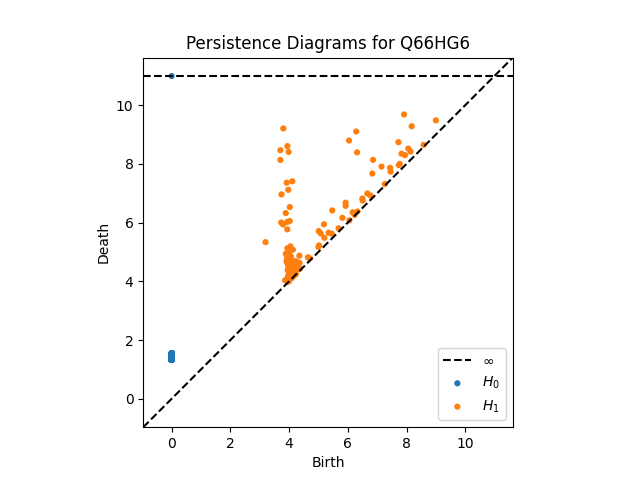 Persistence Diagrams for Q66HG6
10
8
6
4
2
0
Death
0 2 4 6 8 10
Birth
∞
H₀
H₁